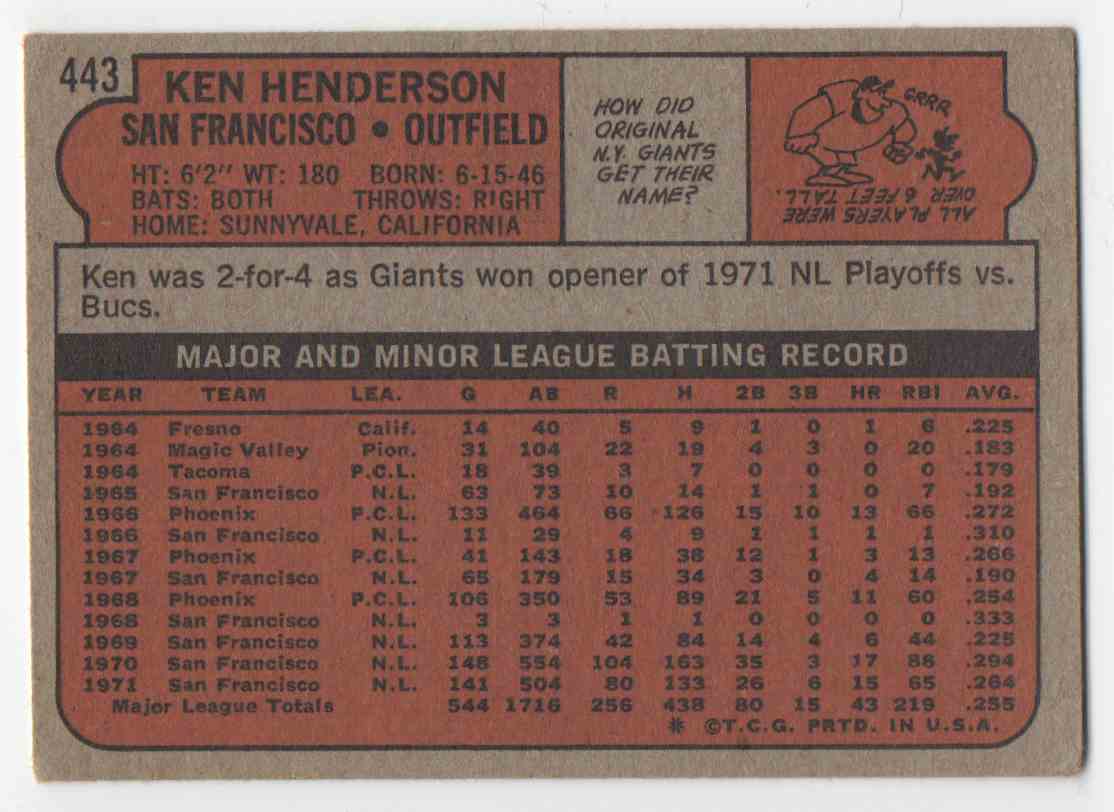 443
KEN HENDERSON
SAN FRANCISCO • OUTFIELD
HT: 6'2" WT: 180 BORN: 6-15-46
BATS: BOTH THROWS: RIGHT
HOME: SUNNYVALE, CALIFORNIA
HOW DID
ORIGINAL
N.Y. GIANTS
GET THEIR
NAME?
GRRR
ALL PLAYERS WERE
OVER 6 FEET TALL.
Ken was 2-for-4 as Giants won opener of 1971 NL Playoffs vs.
Bucs.
MAJOR AND MINOR LEAGUE BATTING RECORD
YEAR TEAM LEA. G AB R H 2B 3B HR RBI AVG.
1964 Fresno Calif. 14 40 5 9 1 0 1 6 .225
1964 Magic Valley Pion. 31 104 22 19 4 3 0 20 .183
1964 Tacoma P.C.L. 18 39 3 7 0 0 0 0 .179
1965 San Francisco N.L. 63 73 10 14 1 1 0 7 .192
1966 Phoenix P.C.L. 133 464 66 126 15 10 13 66 .272
1966 San Francisco N.L. 11 29 4 9 1 1 1 1 .310
1967 Phoenix P.C.L. 41 143 18 38 12 1 3 13 .266
1967 San Francisco N.L. 65 179 15 34 3 0 4 14 .190
1968 Phoenix P.C.L. 106 350 53 89 21 5 11 60 .254
1968 San Francisco N.L. 3 3 1 1 0 0 0 0 .333
1969 San Francisco N.L. 113 374 42 84 14 4 6 44 .225
1970 San Francisco N.L. 148 554 104 163 35 3 17 88 .294
1971 San Francisco N.L. 141 504 80 133 26 6 15 65 .264
Major League Totals 544 1716 256 438 80 15 43 219 .255
* ©T.C.G. PRTD. IN U.S.A.